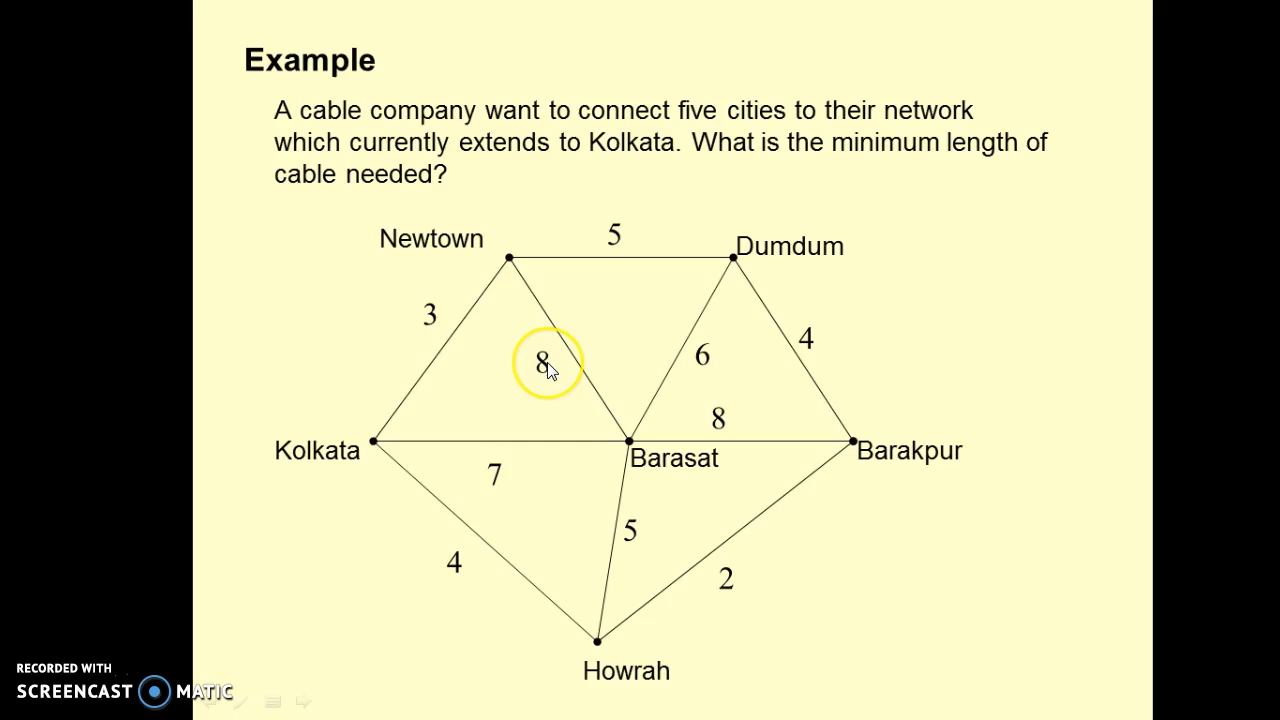 Example
A cable company want to connect five cities to their network
which currently extends to Kolkata. What is the minimum length of
cable needed?
Newtown
5
Dumdum
3
4
8
6
8
Kolkata
Barasat
Barakpur
7
5
4
2
Howrah
RECORDED WITH
SCREENCAST MATIC